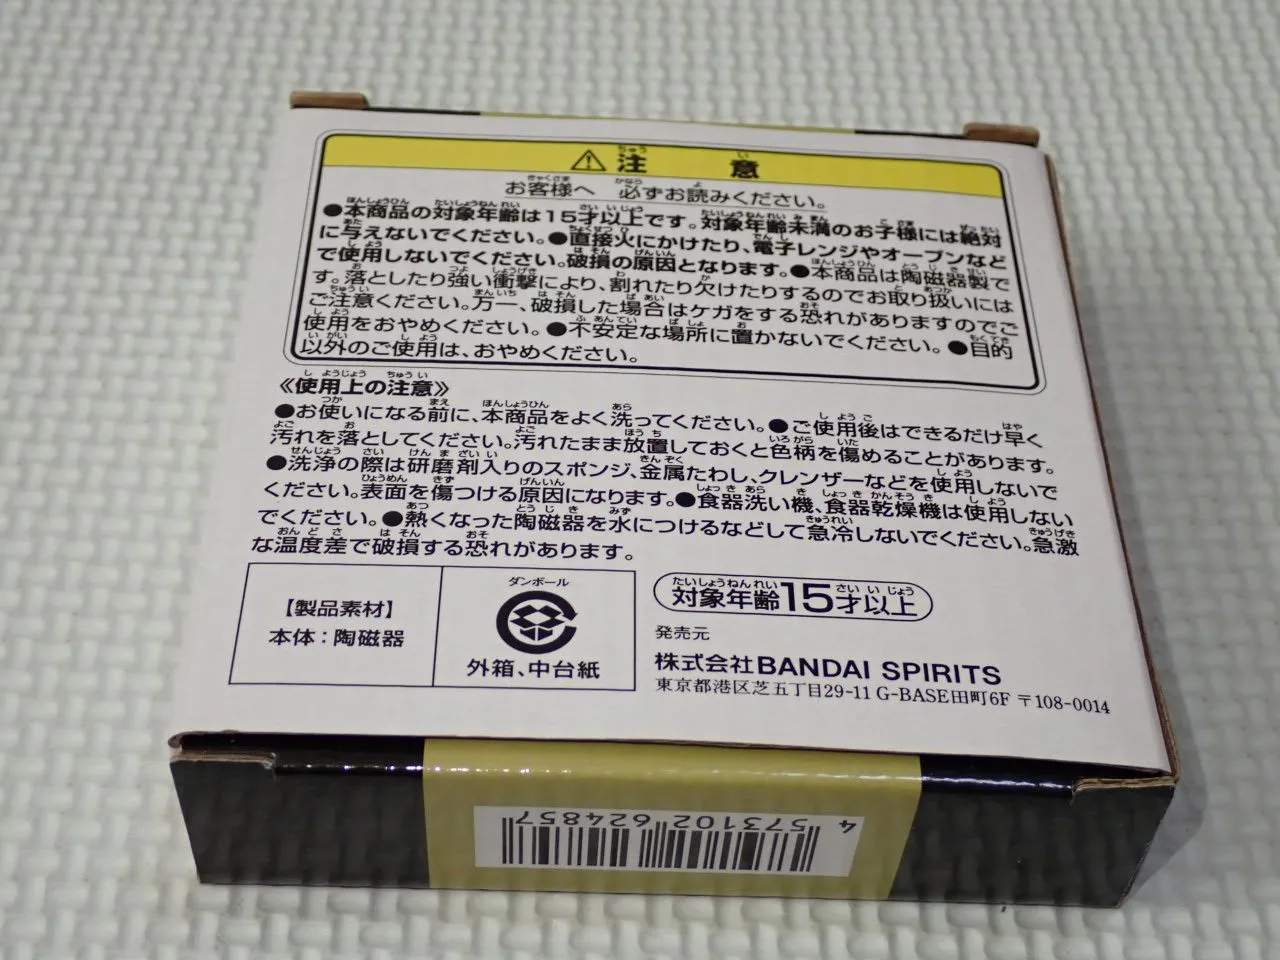 ⚠注意
お客様へ 必ずお読みください。
●本商品の対象年齢は15才以上です。対象年齢未満のお子様には絶対
に与えないでください。●直接火にかけたり、電子レンジやオーブンなど
で使用しないでください。破損の原因となります。●本商品は陶磁器製で
す。落としたり強い衝撃により、割れたり欠けたりするのでお取り扱いには
ご注意ください。万一、破損した場合はケガをする恐れがありますのでご
使用をおやめください。●不安定な場所に置かないでください。●目的
以外のご使用は、おやめください。
《使用上の注意》
●お使いになる前に、本商品をよく洗ってください。●ご使用後はできるだけ早く
汚れを落としてください。汚れたまま放置しておくと色柄を傷めることがあります。
●洗浄の際は研磨剤入りのスポンジ、金属たわし、クレンザーなどを使用しないで
ください。表面を傷つける原因になります。●食器洗い機、食器乾燥機は使用しない
でください。●熱くなった陶磁器を水につけるなどして急冷しないでください。急激
な温度差で破損する恐れがあります。
【製品素材】
本体：陶磁器
ダンボール
外箱、中台紙
対象年齢15才以上
発売元
株式会社BANDAI SPIRITS
東京都港区芝五丁目29-11 G-BASE田町6F 〒108-0014
4573102624857